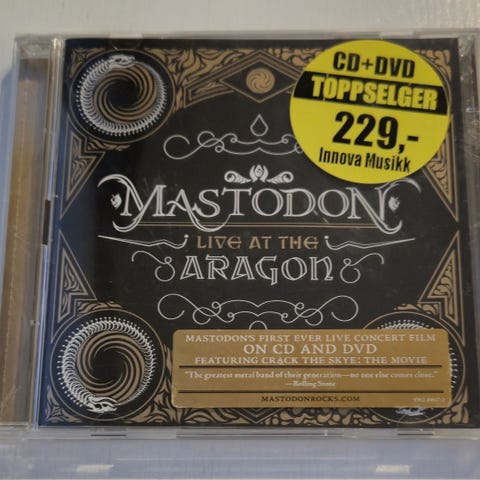 CD+DVD
TOPPSELGER
229,-
Innova Musikk
MASTODON
LIVE AT THE
ARAGON
MASTODON'S FIRST EVER LIVE CONCERT FILM
ON CD AND DVD
FEATURING CRACK THE SKYE: THE MOVIE
"The greatest metal band of their generation—no one else comes close."
—Rolling Stone
MASTODONROCKS.COM